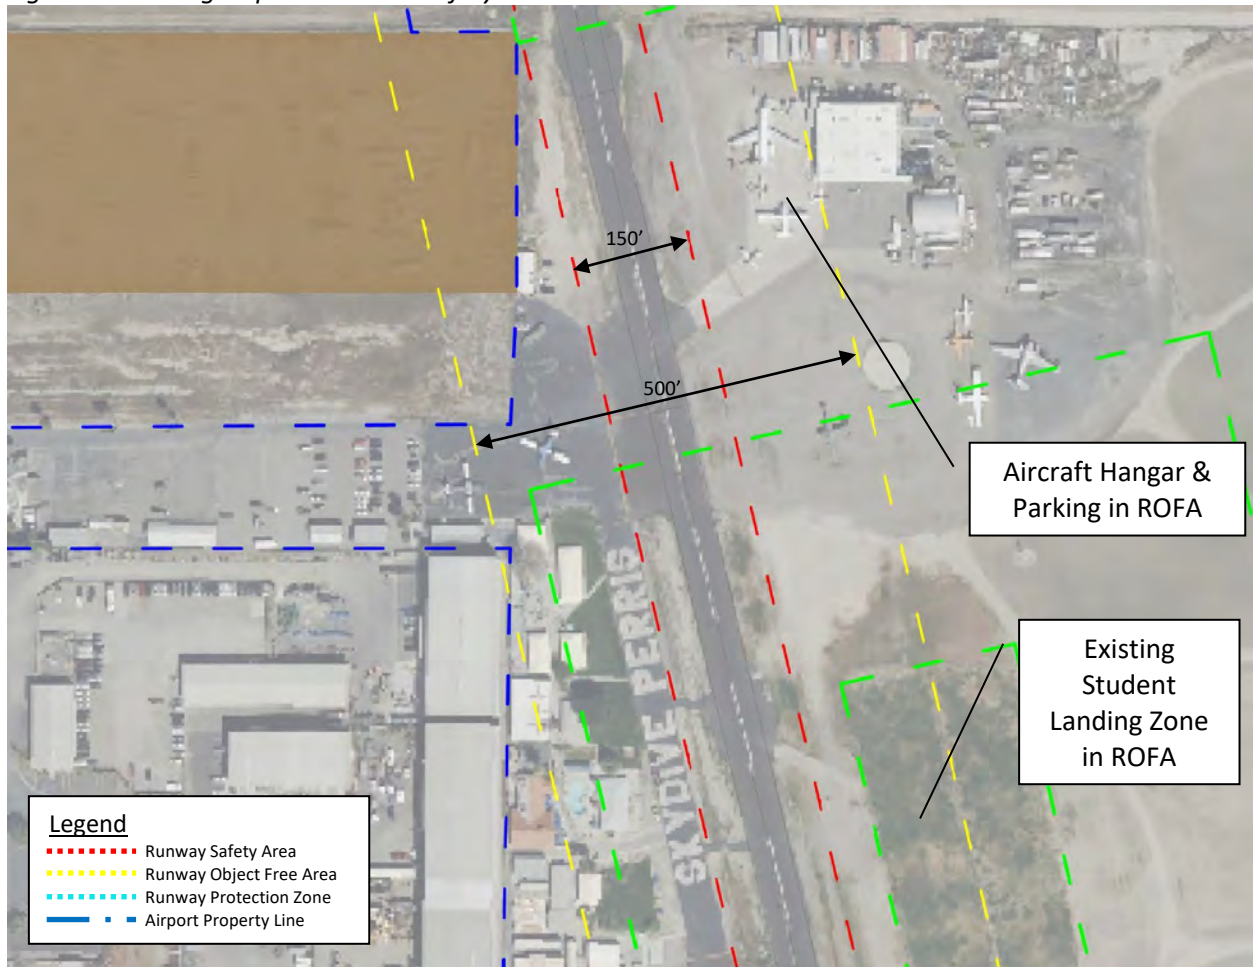 150’
500’
Aircraft Hangar &
Parking in ROFA
SKYDIVE PERRIS
Existing
Student
Landing Zone
in ROFA
Legend
Runway Safety Area
Runway Object Free Area
Runway Protection Zone
Airport Property Line